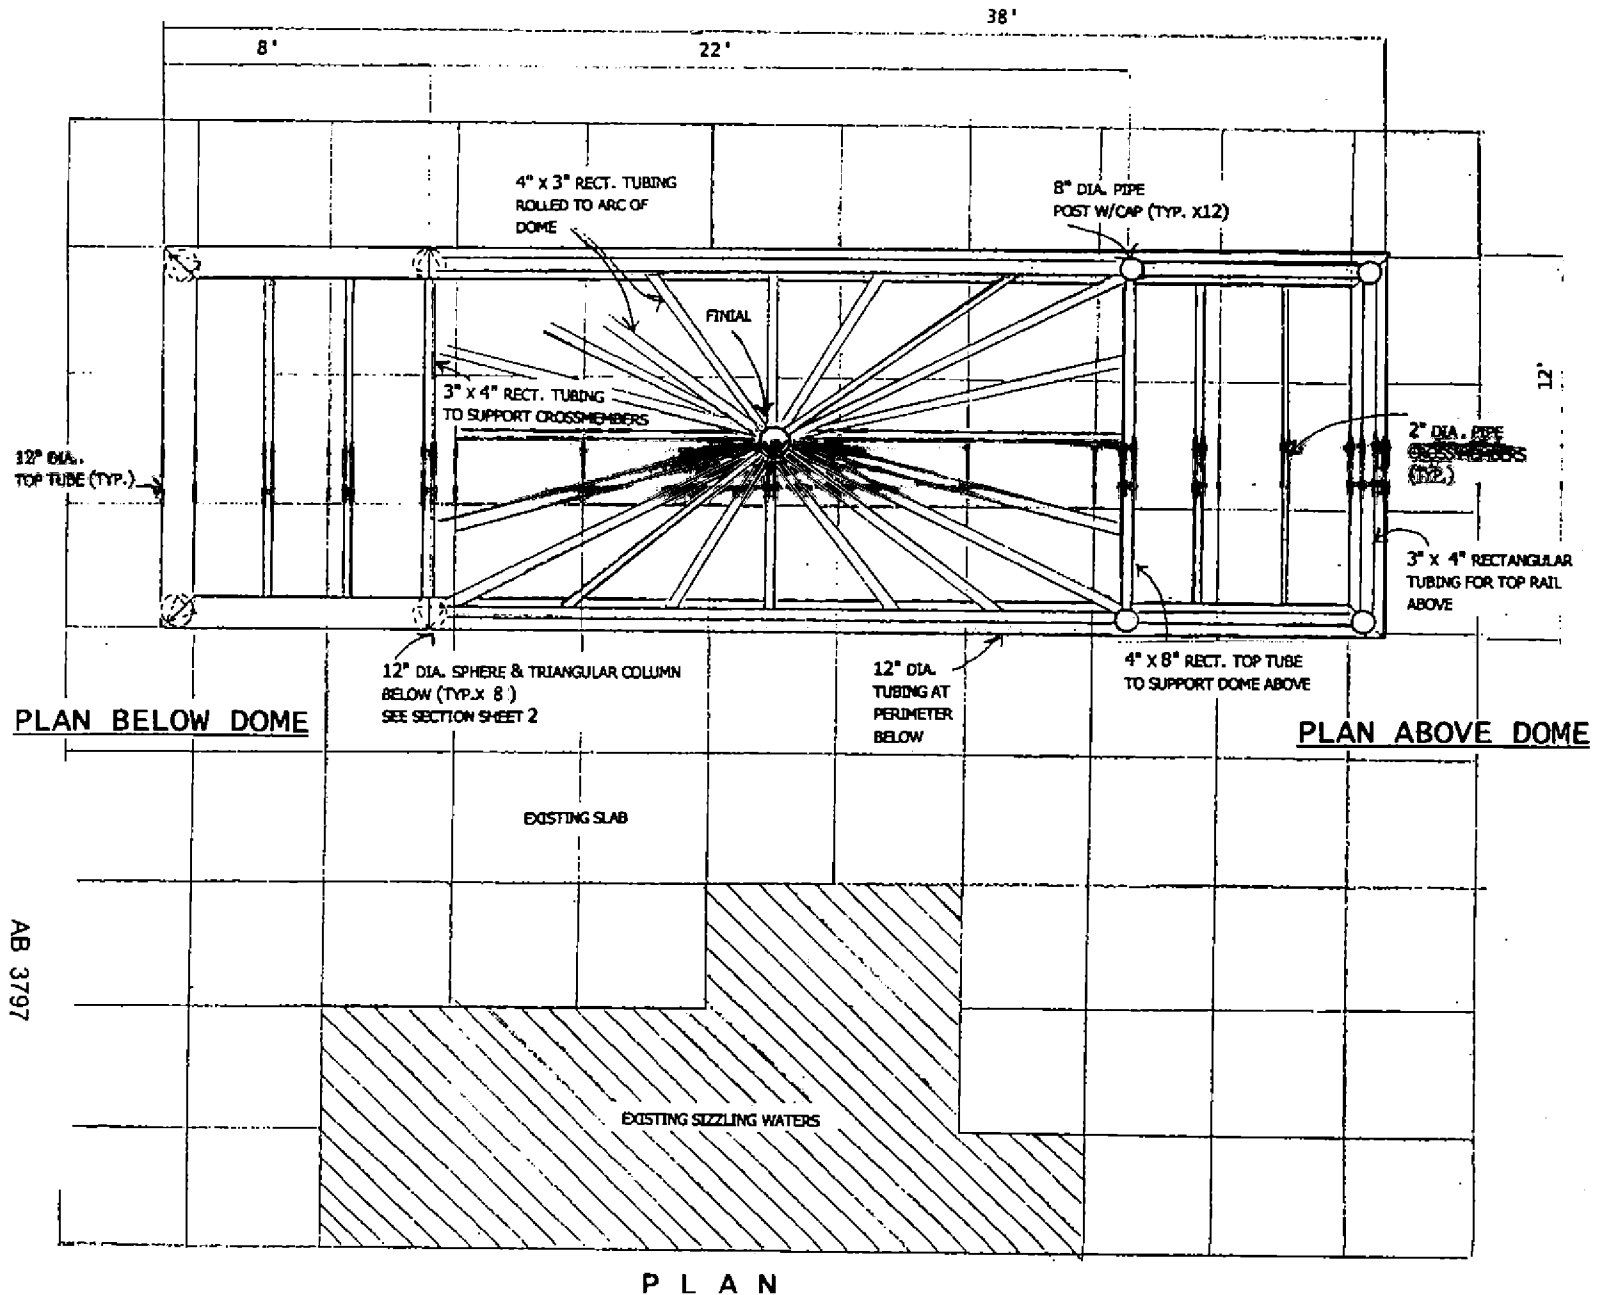 38'
8'
22'
4" X 3" RECT. TUBING
ROLLED TO ARC OF
DOME
8" DIA. PIPE
POST W/CAP (TYP. X12)
FINIAL
12'
3" X 4" RECT. TUBING
TO SUPPORT CROSSMEMBERS
2" DIA. PIPE
CROSSMEMBERS
(TYP.)
12" DIA.
TOP TUBE (TYP.)
3" X 4" RECTANGULAR
TUBING FOR TOP RAIL
ABOVE
12" DIA. SPHERE & TRIANGULAR COLUMN
BELOW (TYP.X 8 )
SEE SECTION SHEET 2
12" DIA.
TUBING AT
PERIMETER
BELOW
4" X 8" RECT. TOP TUBE
TO SUPPORT DOME ABOVE
PLAN BELOW DOME
PLAN ABOVE DOME
EXISTING SLAB
AB 3797
EXISTING SIZZLING WATERS
P L A N